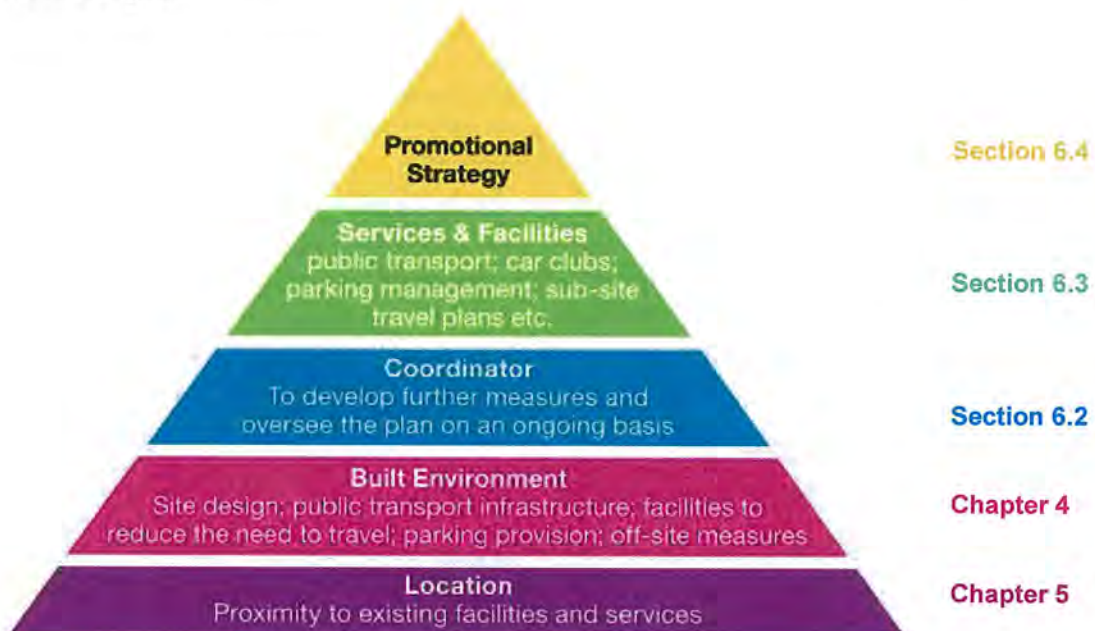 Promotional
Strategy
Section 6.4
Services & Facilities
public transport; car clubs;
parking management; sub-site
travel plans etc.
Section 6.3
Coordinator
To develop further measures and
oversee the plan on an ongoing basis
Section 6.2
Built Environment
Site design; public transport infrastructure; facilities to
reduce the need to travel; parking provision; off-site measures
Chapter 4
Location
Proximity to existing facilities and services
Chapter 5